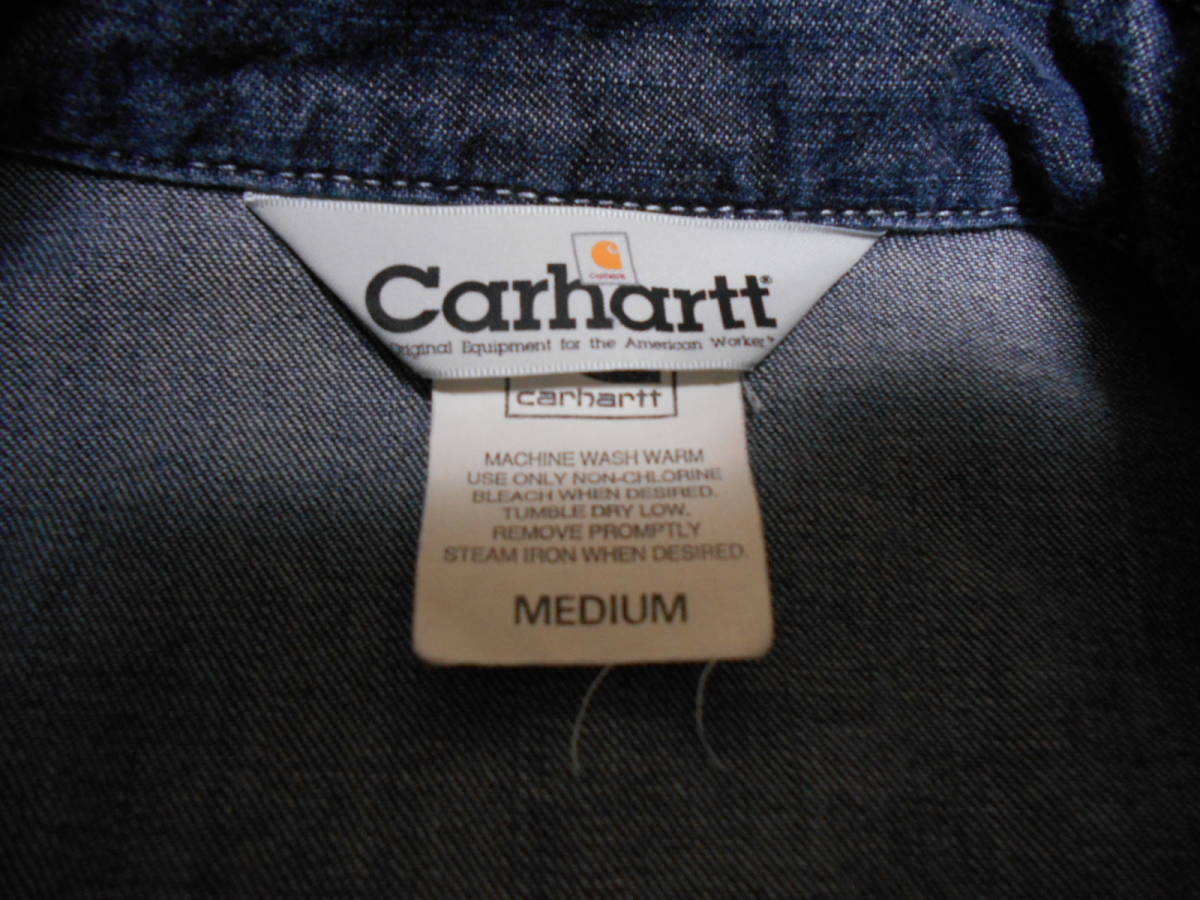 Carhartt
Carhartt®
Original Equipment for the American Worker™
carhartt
MACHINE WASH WARM
USE ONLY NON-CHLORINE
BLEACH WHEN DESIRED.
TUMBLE DRY LOW.
REMOVE PROMPTLY
STEAM IRON WHEN DESIRED.
MEDIUM